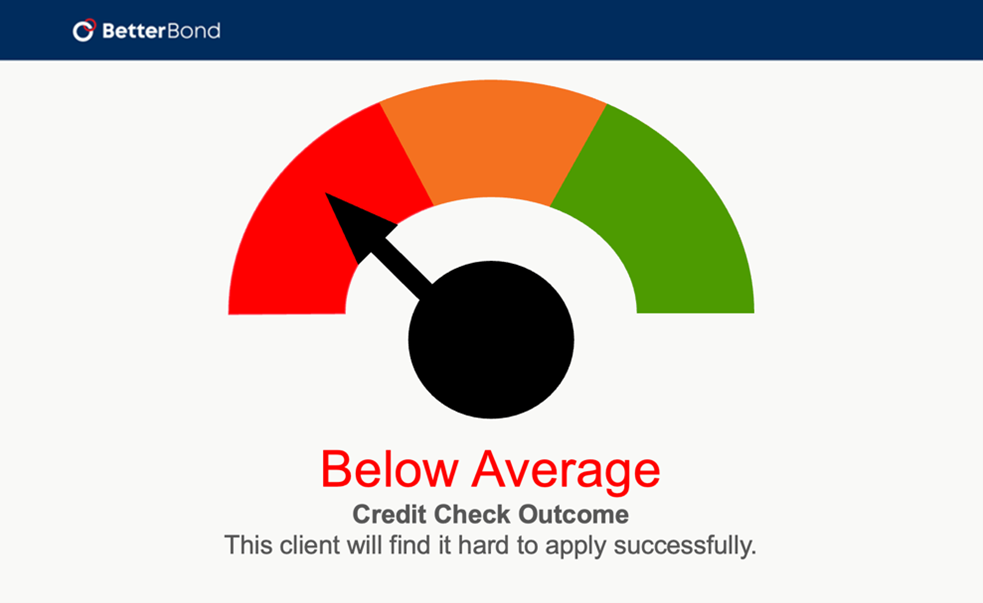 BetterBond
Below Average
Credit Check Outcome
This client will find it hard to apply successfully.